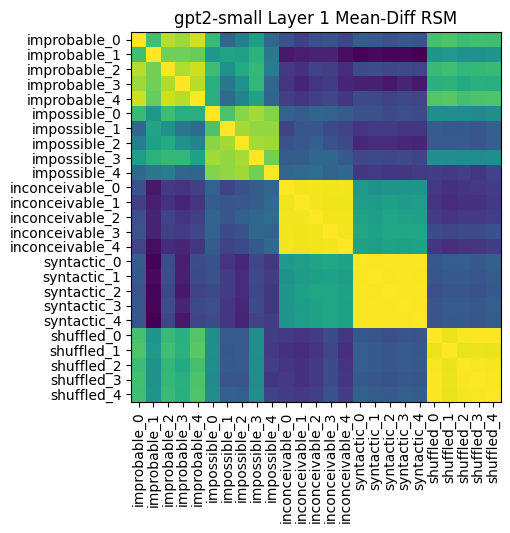 gpt2-small Layer 1 Mean-Diff RSM
improbable_0
improbable_1
improbable_2
improbable_3
improbable_4
impossible_0
impossible_1
impossible_2
impossible_3
impossible_4
inconceivable_0
inconceivable_1
inconceivable_2
inconceivable_3
inconceivable_4
syntactic_0
syntactic_1
syntactic_2
syntactic_3
syntactic_4
shuffled_0
shuffled_1
shuffled_2
shuffled_3
shuffled_4
improbable_0
improbable_1
improbable_2
improbable_3
improbable_4
impossible_0
impossible_1
impossible_2
impossible_3
impossible_4
inconceivable_0
inconceivable_1
inconceivable_2
inconceivable_3
inconceivable_4
syntactic_0
syntactic_1
syntactic_2
syntactic_3
syntactic_4
shuffled_0
shuffled_1
shuffled_2
shuffled_3
shuffled_4